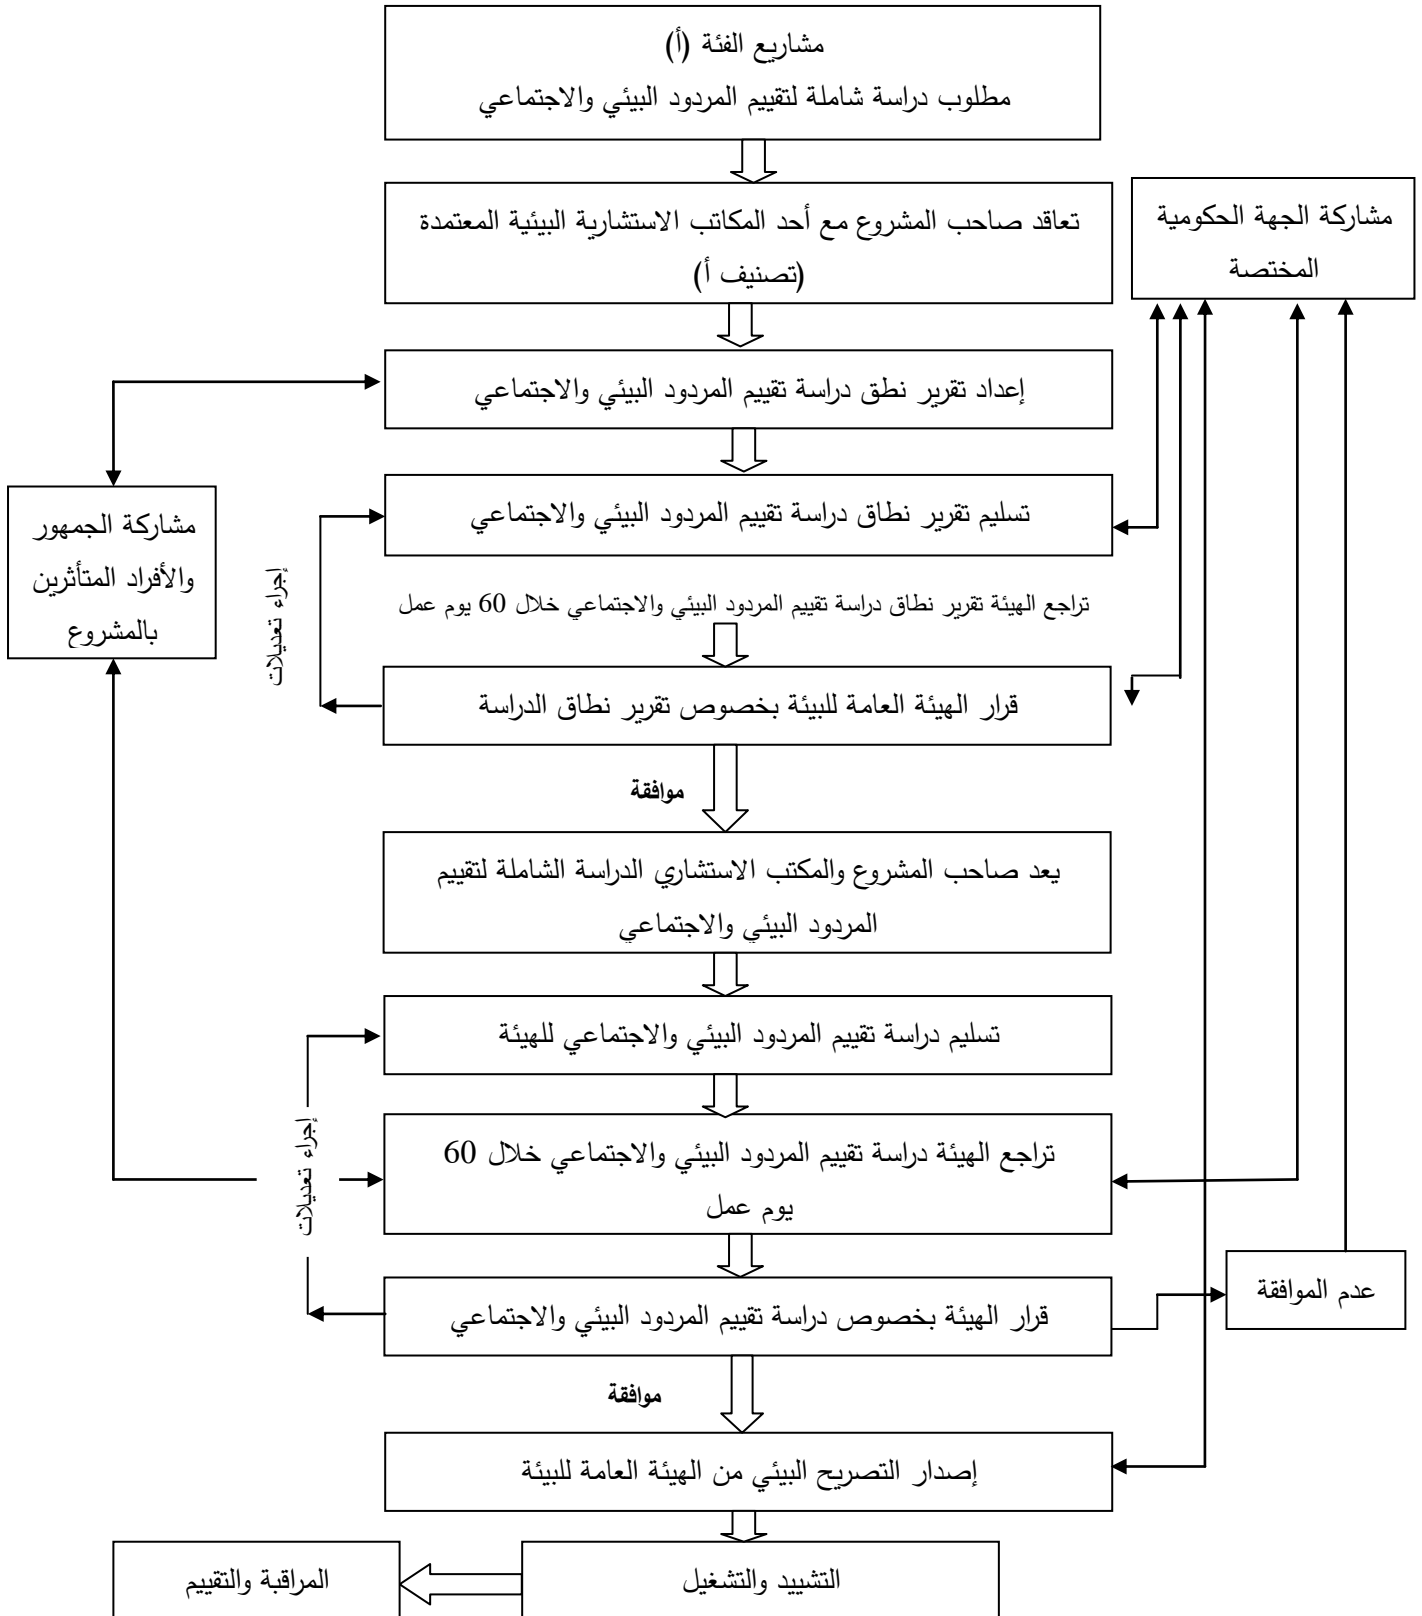 مشاريع الفئة (أ)
مطلوب دراسة شاملة لتقييم المردود البيئي والاجتماعي
تعاقد صاحب المشروع مع أحد المكاتب الاستشارية البيئية المعتمدة
(تصنيف أ)
مشاركة الجهة الحكومية
المختصة
إعداد تقرير نطق دراسة تقييم المردود البيئي والاجتماعي
تسليم تقرير نطاق دراسة تقييم المردود البيئي والاجتماعي
مشاركة الجمهور
والأفراد المتأثرين
بالمشروع
إجراء تعديلات
تراجع الهيئة تقرير نطاق دراسة تقييم المردود البيئي والاجتماعي خلال 60 يوم عمل
قرار الهيئة العامة للبيئة بخصوص تقرير نطاق الدراسة
موافقة
يعد صاحب المشروع والمكتب الاستشاري الدراسة الشاملة لتقييم
المردود البيئي والاجتماعي
تسليم دراسة تقييم المردود البيئي والاجتماعي للهيئة
إجراء تعديلات
تراجع الهيئة دراسة تقييم المردود البيئي والاجتماعي خلال 60
يوم عمل
عدم الموافقة
قرار الهيئة بخصوص دراسة تقييم المردود البيئي والاجتماعي
موافقة
إصدار التصريح البيئي من الهيئة العامة للبيئة
التشييد والتشغيل
المراقبة والتقييم